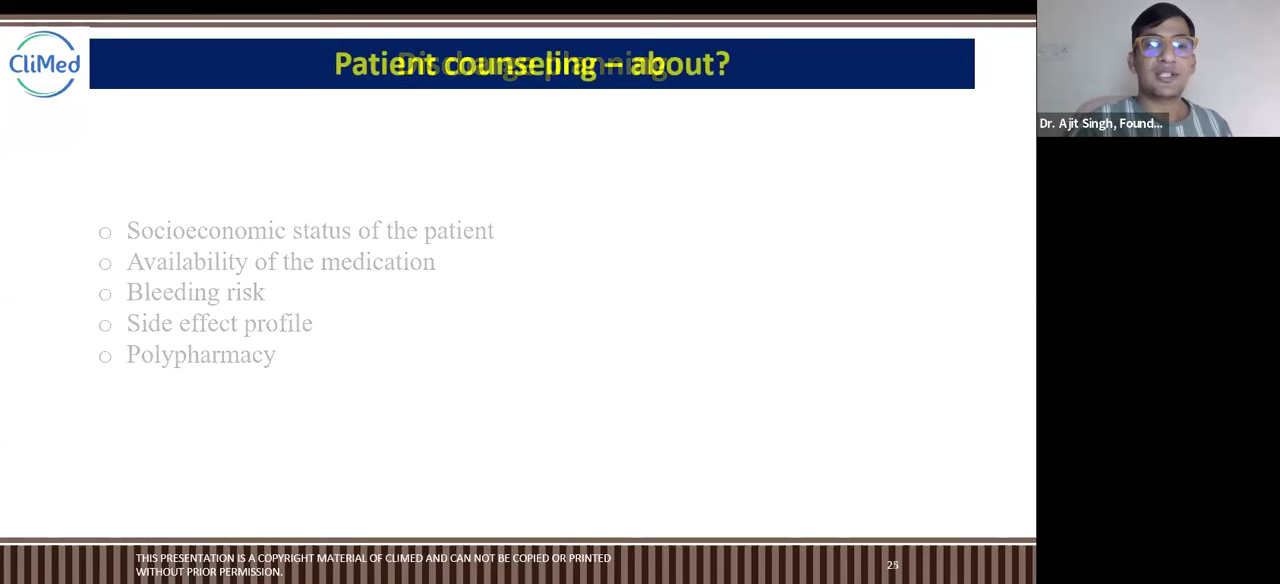 CliMed
Patient counseling – about?
Discharge planning
Socioeconomic status of the patient
Availability of the medication
Bleeding risk
Side effect profile
Polypharmacy
THIS PRESENTATION IS A COPYRIGHT MATERIAL OF CLIMED AND CAN NOT BE COPIED OR PRINTED
WITHOUT PRIOR PERMISSION.
25
Dr. Ajit Singh, Found...